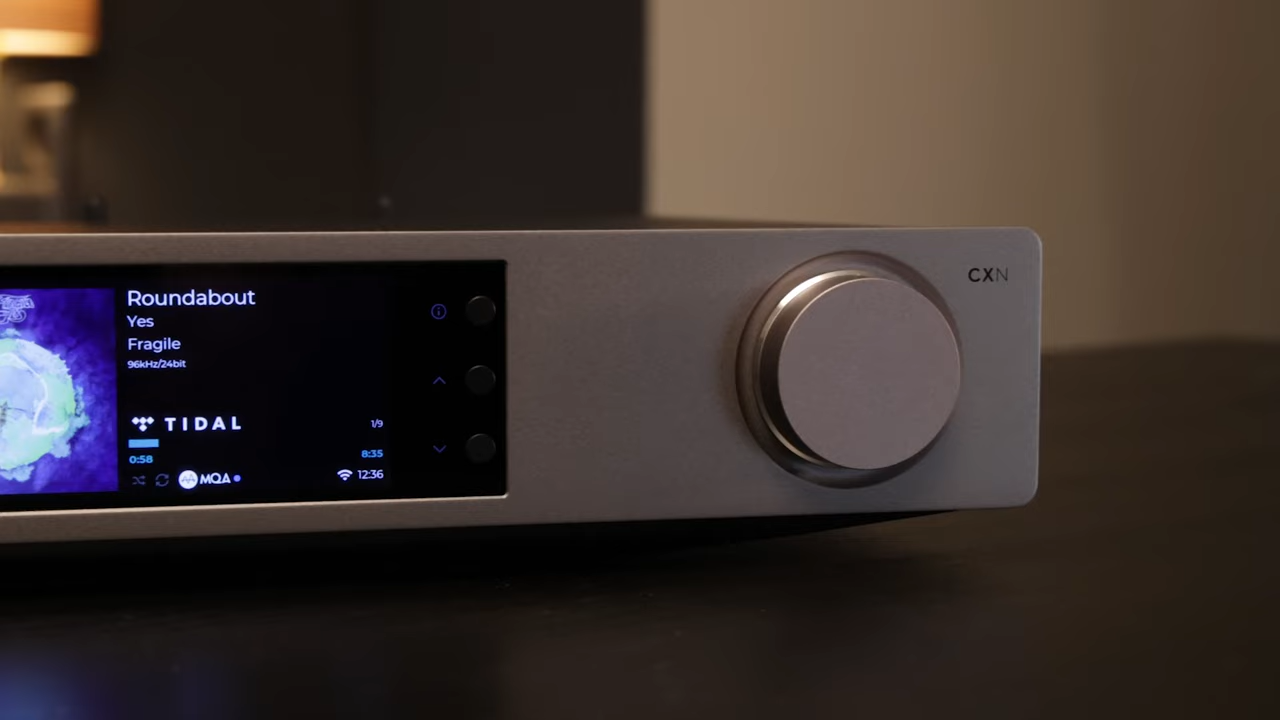 Roundabout
Yes
Fragile
96kHz/24bit
TIDAL
1/9
0:58
8:35
MQA
12:36
CXN